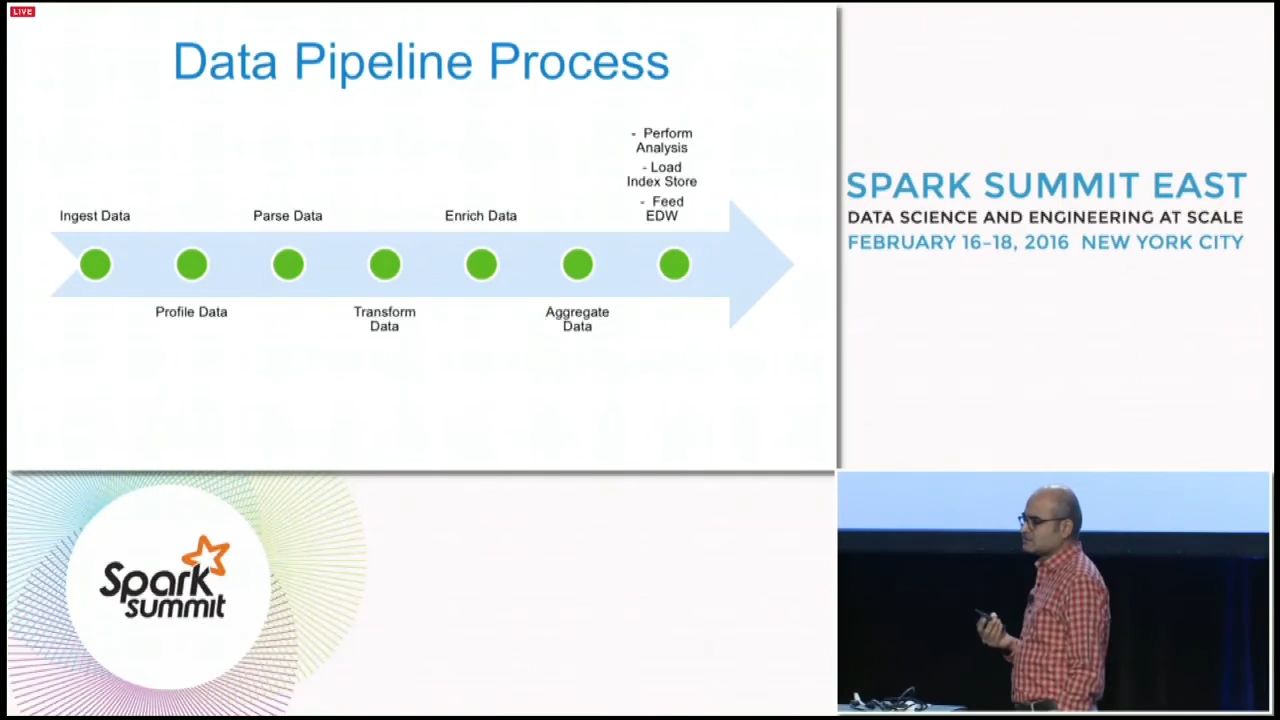 LIVE
Data Pipeline Process
- Perform
Analysis
- Load
Index Store
- Feed
EDW
Ingest Data
Parse Data
Enrich Data
Profile Data
Transform
Data
Aggregate
Data
SPARK SUMMIT EAST
DATA SCIENCE AND ENGINEERING AT SCALE
FEBRUARY 16-18, 2016 NEW YORK CITY
Spark
summit